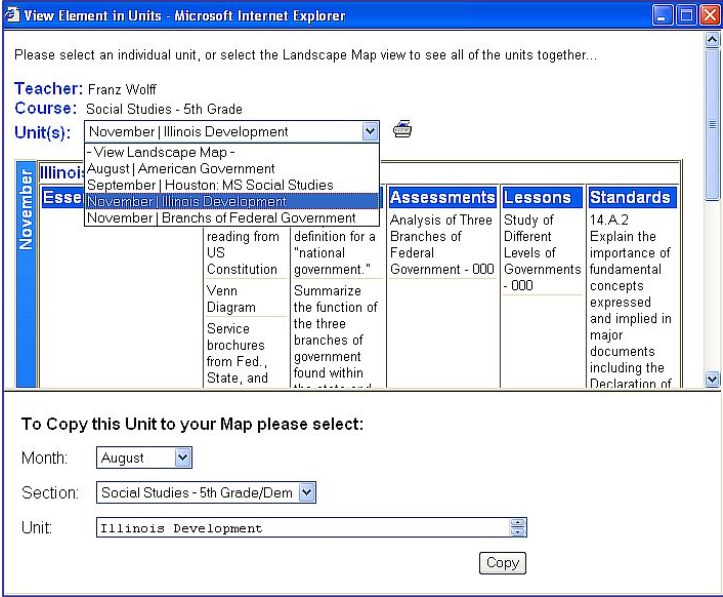 View Element in Units - Microsoft Internet Explorer
Please select an individual unit, or select the Landscape Map view to see all of the units together...
Teacher: Franz Wolff
Course: Social Studies - 5th Grade
Unit(s): November | Illinois Development
- View Landscape Map -
August | American Government
September | Houston: MS Social Studies
November | Illinois Development
November | Branchs of Federal Government
November
Assessments Lessons Standards
reading from
US
Constitution
Venn
Diagram
Service
brochures
from Fed.,
State, and
definition for a
"national
government."
Summarize
the function of
the three
branches of
government
found within
Analysis of Three
Branches of
Federal
Government - 000
Study of
Different
Levels of
Governments
- 000
14.A.2
Explain the
importance of
fundamental
concepts
expressed
and implied in
major
documents
including the
Declaration of
To Copy this Unit to your Map please select:
Month: August
Section: Social Studies - 5th Grade/Dem
Unit: Illinois Development
Copy